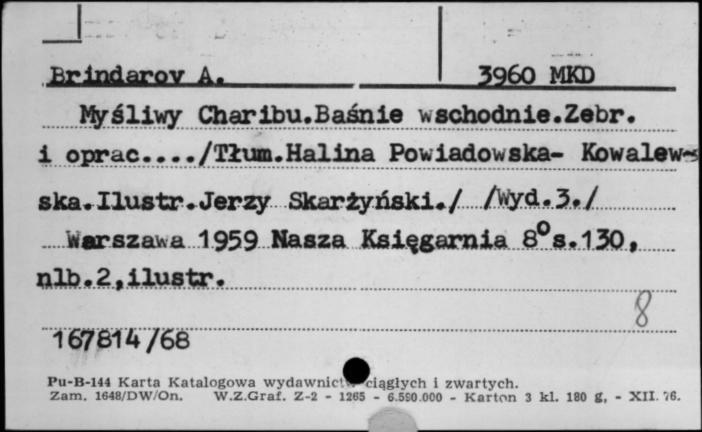 Brindarov A. 3960 MKD
Myśliwy Charibu.Baśnie wschodnie.Zebr.
i oprac..../Tłum.Halina Powiadowska- Kowalew-s
ska.Ilustr.Jerzy Skarżyński./ /Wyd.3./
Warszawa 1959 Nasza Księgarnia 8⁰s.130,
nlb.2,ilustr.
8
167814/68
Pu-B-144 Karta Katalogowa wydawnictw ciągłych i zwartych.
Zam. 1648/DW/On. W.Z.Graf. Z-2 - 1265 - 6.590.000 - Karton 3 kl. 180 g, - XII. 76.